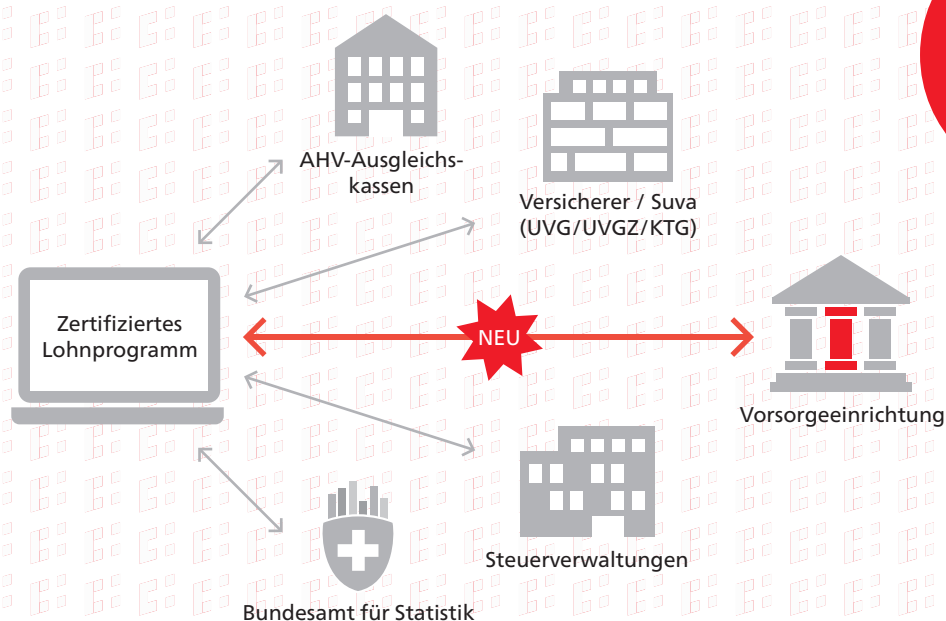 AHV-Ausgleichs-
kassen
Versicherer / Suva
(UVG/UVGZ/KTG)
Zertifiziertes
Lohnprogramm
NEU
Vorsorgeeinrichtung
Steuerverwaltungen
Bundesamt für Statistik